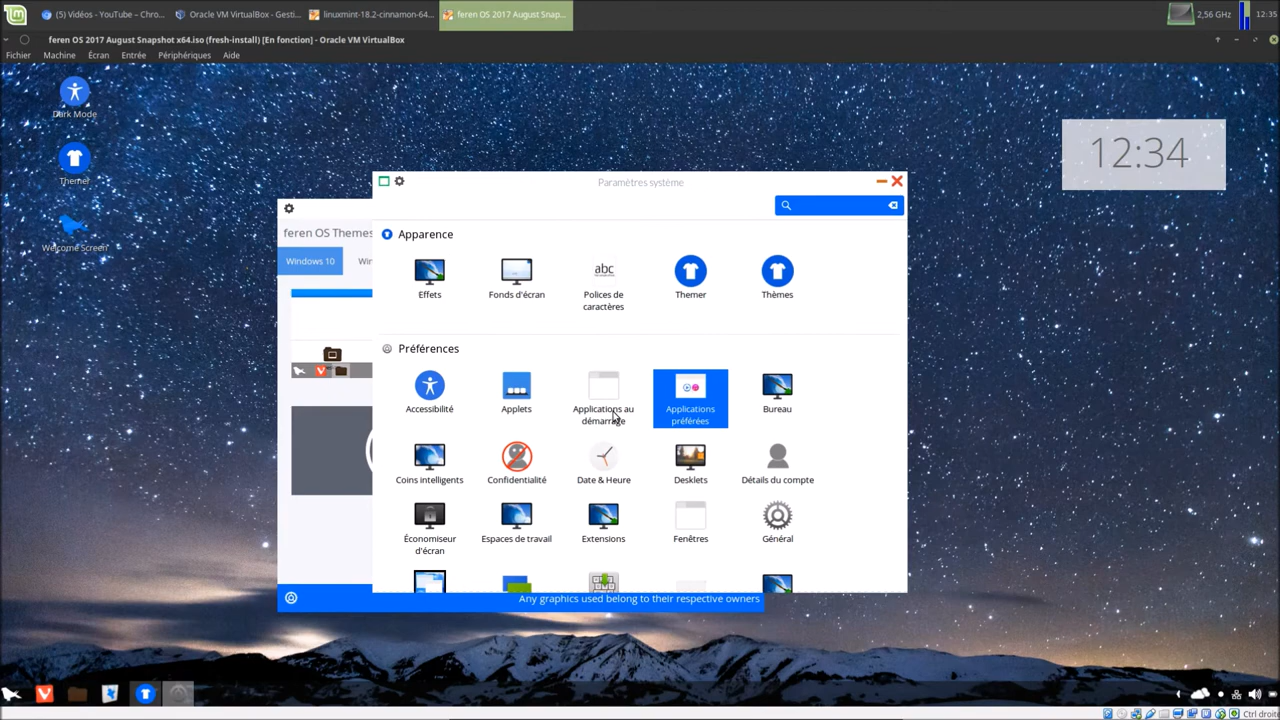 (5) Vidéos – YouTube – Chro...
Oracle VM VirtualBox - Gesti...
linuxmint-18.2-cinnamon-64...
feren OS 2017 August Snap...
2,56 GHz
12:35
feren OS 2017 August Snapshot x64.iso (fresh-install) [En fonction] - Oracle VM VirtualBox
Fichier Machine Écran Entrée Périphériques Aide
Dark Mode
Themer
Welcome Screen
12:34
Paramètres système
feren OS Themes
Windows 10
Apparence
Effets
Fonds d'écran
abc
Polices de
caractères
Themer
Thèmes
Préférences
Accessibilité
Applets
Applications au
démarrage
Applications
préférées
Bureau
Coins intelligents
Confidentialité
Date & Heure
Desklets
Détails du compte
Économiseur
d'écran
Espaces de travail
Extensions
Fenêtres
Général
Any graphics used belong to their respective owners
Ctrl droite